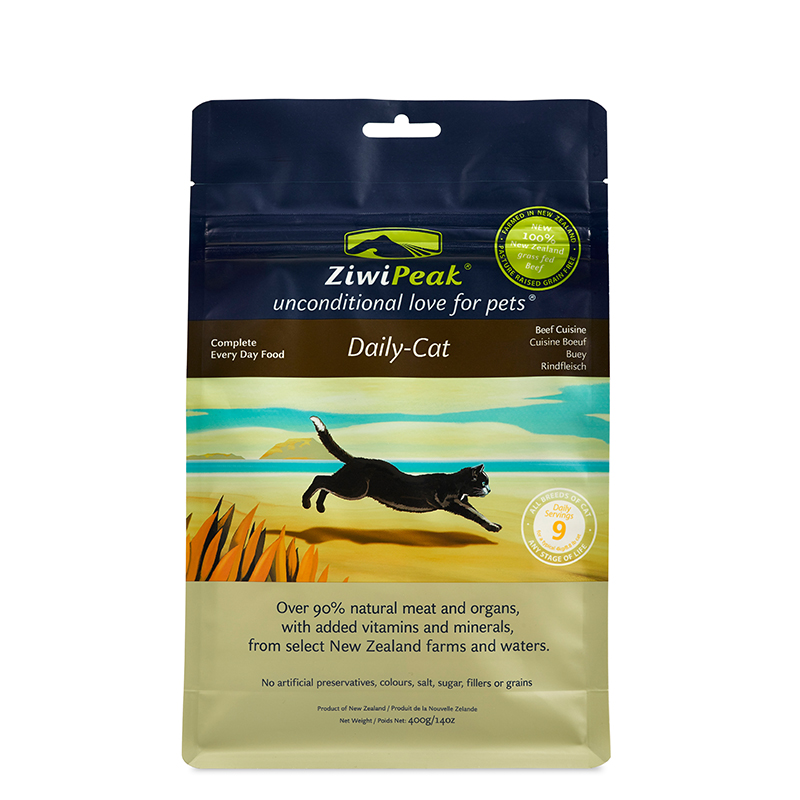 FARMED IN NEW ZEALAND
NEW
100%
New Zealand
grass fed
Beef
PASTURE RAISED GRAIN FREE
ZiwiPeak®
unconditional love for pets®
Complete
Every Day Food
Daily-Cat
Beef Cuisine
Cuisine Boeuf
Buey
Rindfleisch
ALL BREEDS OF CAT
Daily
Servings
9
ANY STAGE OF LIFE
Over 90% natural meat and organs,
with added vitamins and minerals,
from select New Zealand farms and waters.
No artificial preservatives, colours, salt, sugar, fillers or grains
Product of New Zealand / Produit de la Nouvelle Zelande
Net Weight / Poids Net: 400g/14oz